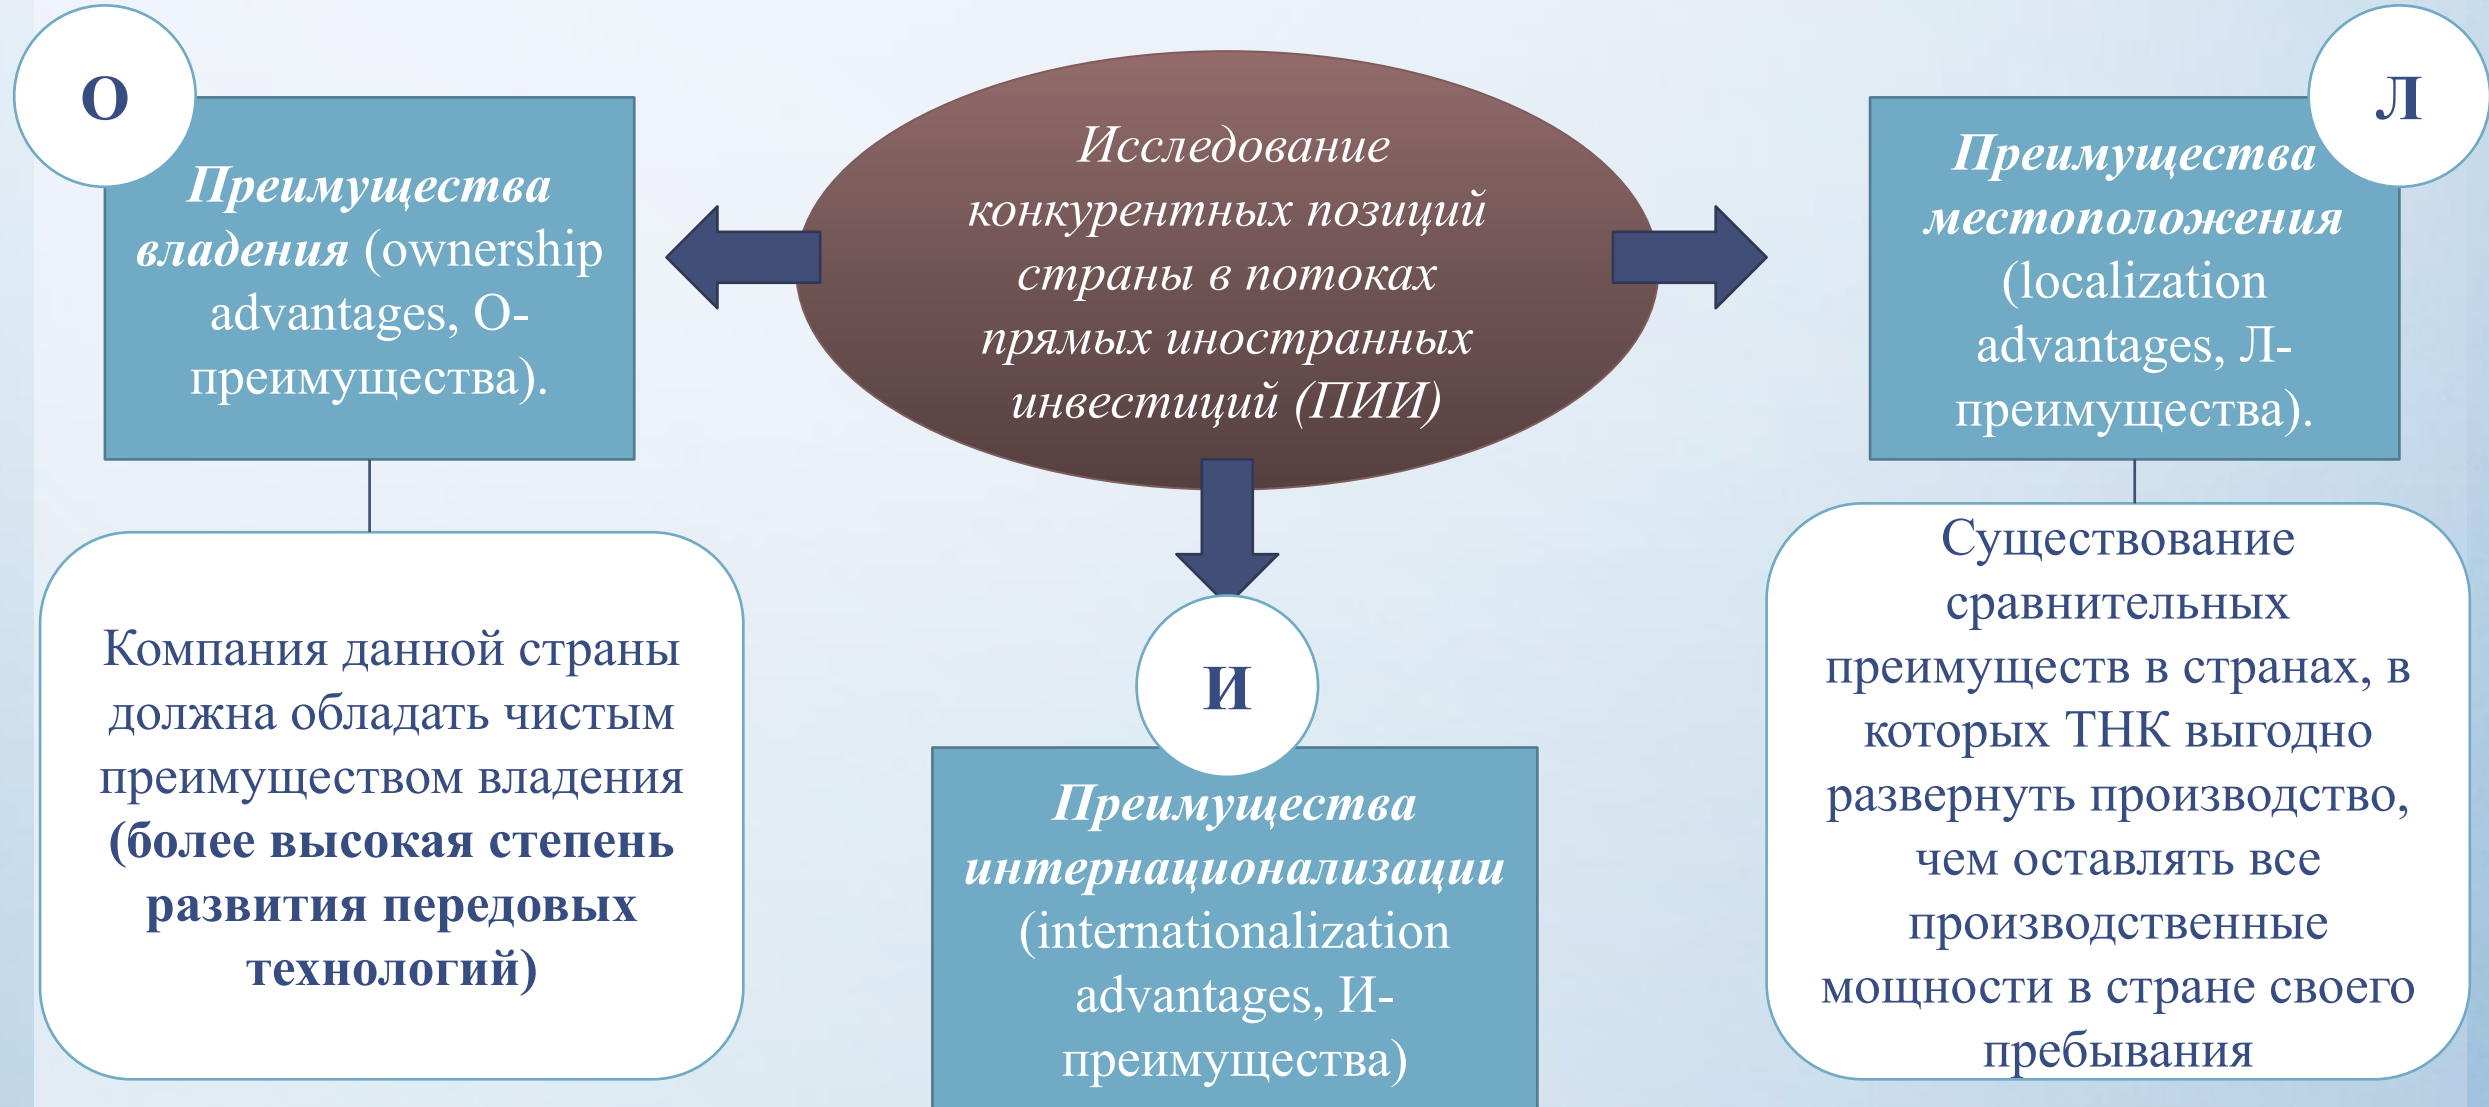 О
Преимущества
владения (ownership
advantages, О-
преимущества).
Компания данной страны
должна обладать чистым
преимуществом владения
(более высокая степень
развития передовых
технологий)
Исследование
конкурентных позиций
страны в потоках
прямых иностранных
инвестиций (ПИИ)
И
Преимущества
интернационализации
(internationalization
advantages, И-
преимущества)
Л
Преимущества
местоположения
(localization
advantages, Л-
преимущества).
Существование
сравнительных
преимуществ в странах, в
которых ТНК выгодно
развернуть производство,
чем оставлять все
производственные
мощности в стране своего
пребывания